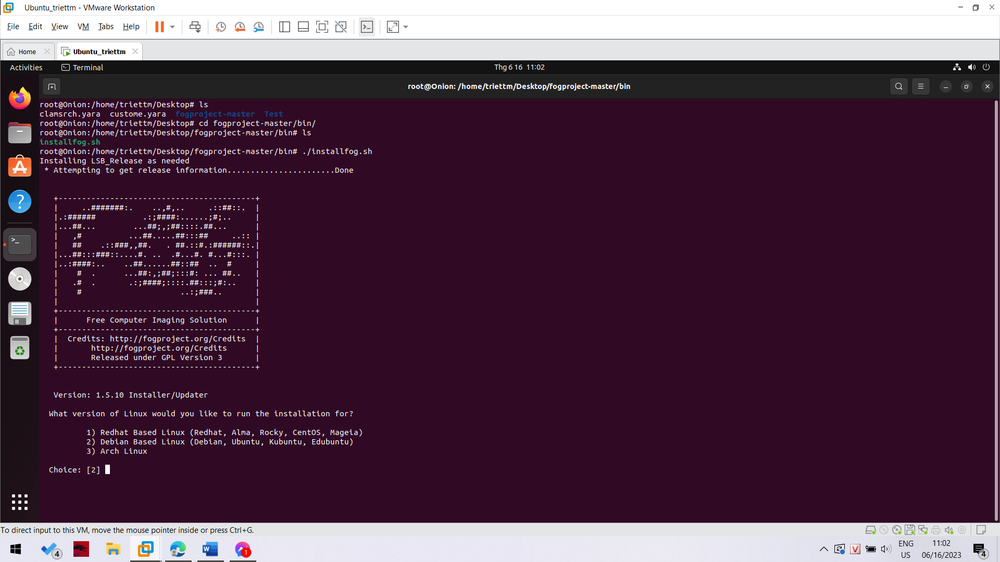 Ubuntu_triettm - VMware Workstation
File Edit View VM Tabs Help
Home Ubuntu_triettm
Activities Terminal Thg 6 16 11:02
root@Onion: /home/triettm/Desktop/fogproject-master/bin
root@Onion:/home/triettm/Desktop# ls
clamsrch.yara  custome.yara  fogproject-master  Test
root@Onion:/home/triettm/Desktop# cd fogproject-master/bin/
root@Onion:/home/triettm/Desktop/fogproject-master/bin# ls
installfog.sh
root@Onion:/home/triettm/Desktop/fogproject-master/bin# ./installfog.sh
Installing LSB_Release as needed
 * Attempting to get release information.......................Done
   +------------------------------------------+
   |     ..#######:.    ..,#,..     .::##::.  |
   |.:######          .:;####:......;#;..     |
   |...##...        ...##;,;##::::.##...      |
   |   ,#          ...##.....##:::##     ..:: |
   |   ##    .::###,,##.   . ##.::#.:######::.|
   |...##:::###::....#. ..  .#...#. #...#:::. |
   |..:####:..    ..##......##::##  ..  #     |
   |    #  .      ...##:,;##;:::#: ... ##..   |
   |   .#  .       .:;####;::::.##:::;#:..    |
   |    #                     ..:;###..       |
   |                                          |
   +------------------------------------------+
   |      Free Computer Imaging Solution      |
   +------------------------------------------+
   |  Credits: http://fogproject.org/Credits  |
   |       http://fogproject.org/Credits      |
   |       Released under GPL Version 3       |
   +------------------------------------------+
   Version: 1.5.10 Installer/Updater
  What version of Linux would you like to run the installation for?
          1) Redhat Based Linux (Redhat, Alma, Rocky, CentOS, Mageia)
          2) Debian Based Linux (Debian, Ubuntu, Kubuntu, Edubuntu)
          3) Arch Linux
  Choice: [2]
To direct input to this VM, move the mouse pointer inside or press Ctrl+G.
4
1
ENG
US
11:02
06/16/2023
4